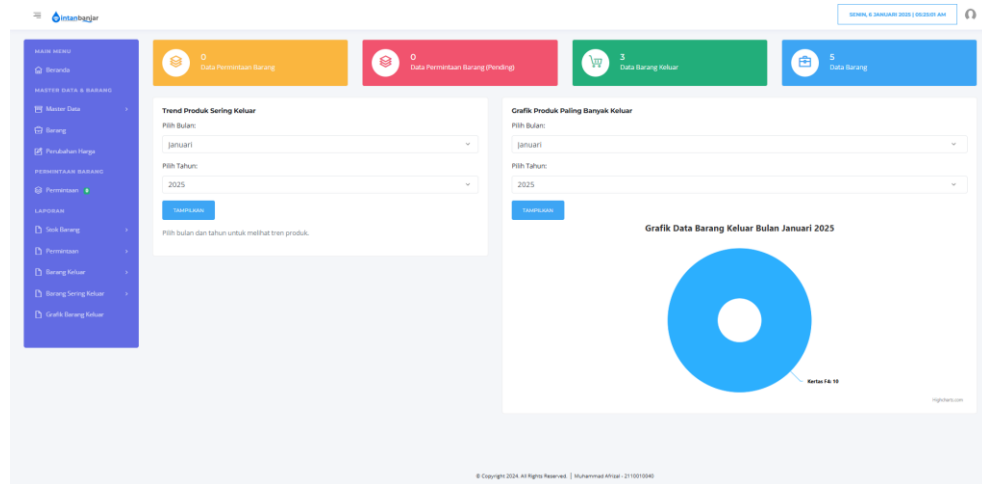 intanbanjar
SENIN, 6 JANUARI 2025 | 05:25:01 AM
MAIN MENU
Beranda
MASTER DATA & BARANG
Master Data
Barang
Perubahan Harga
PERMINTAAN BARANG
Permintaan 0
LAPORAN
Stok Barang
Permintaan
Barang Keluar
Barang Sering Keluar
Grafik Barang Keluar
0
Data Permintaan Barang
0
Data Permintaan Barang (Pending)
3
Data Barang Keluar
5
Data Barang
Trend Produk Sering Keluar
Pilih Bulan:
Januari
Pilih Tahun:
2025
TAMPILKAN
Pilih bulan dan tahun untuk melihat tren produk.
Grafik Produk Paling Banyak Keluar
Pilih Bulan:
Januari
Pilih Tahun:
2025
TAMPILKAN
Grafik Data Barang Keluar Bulan Januari 2025
Kertas F4: 10
Highcharts.com
© Copyright 2024. All Rights Reserved. | Muhammad Afrizal - 2110010040